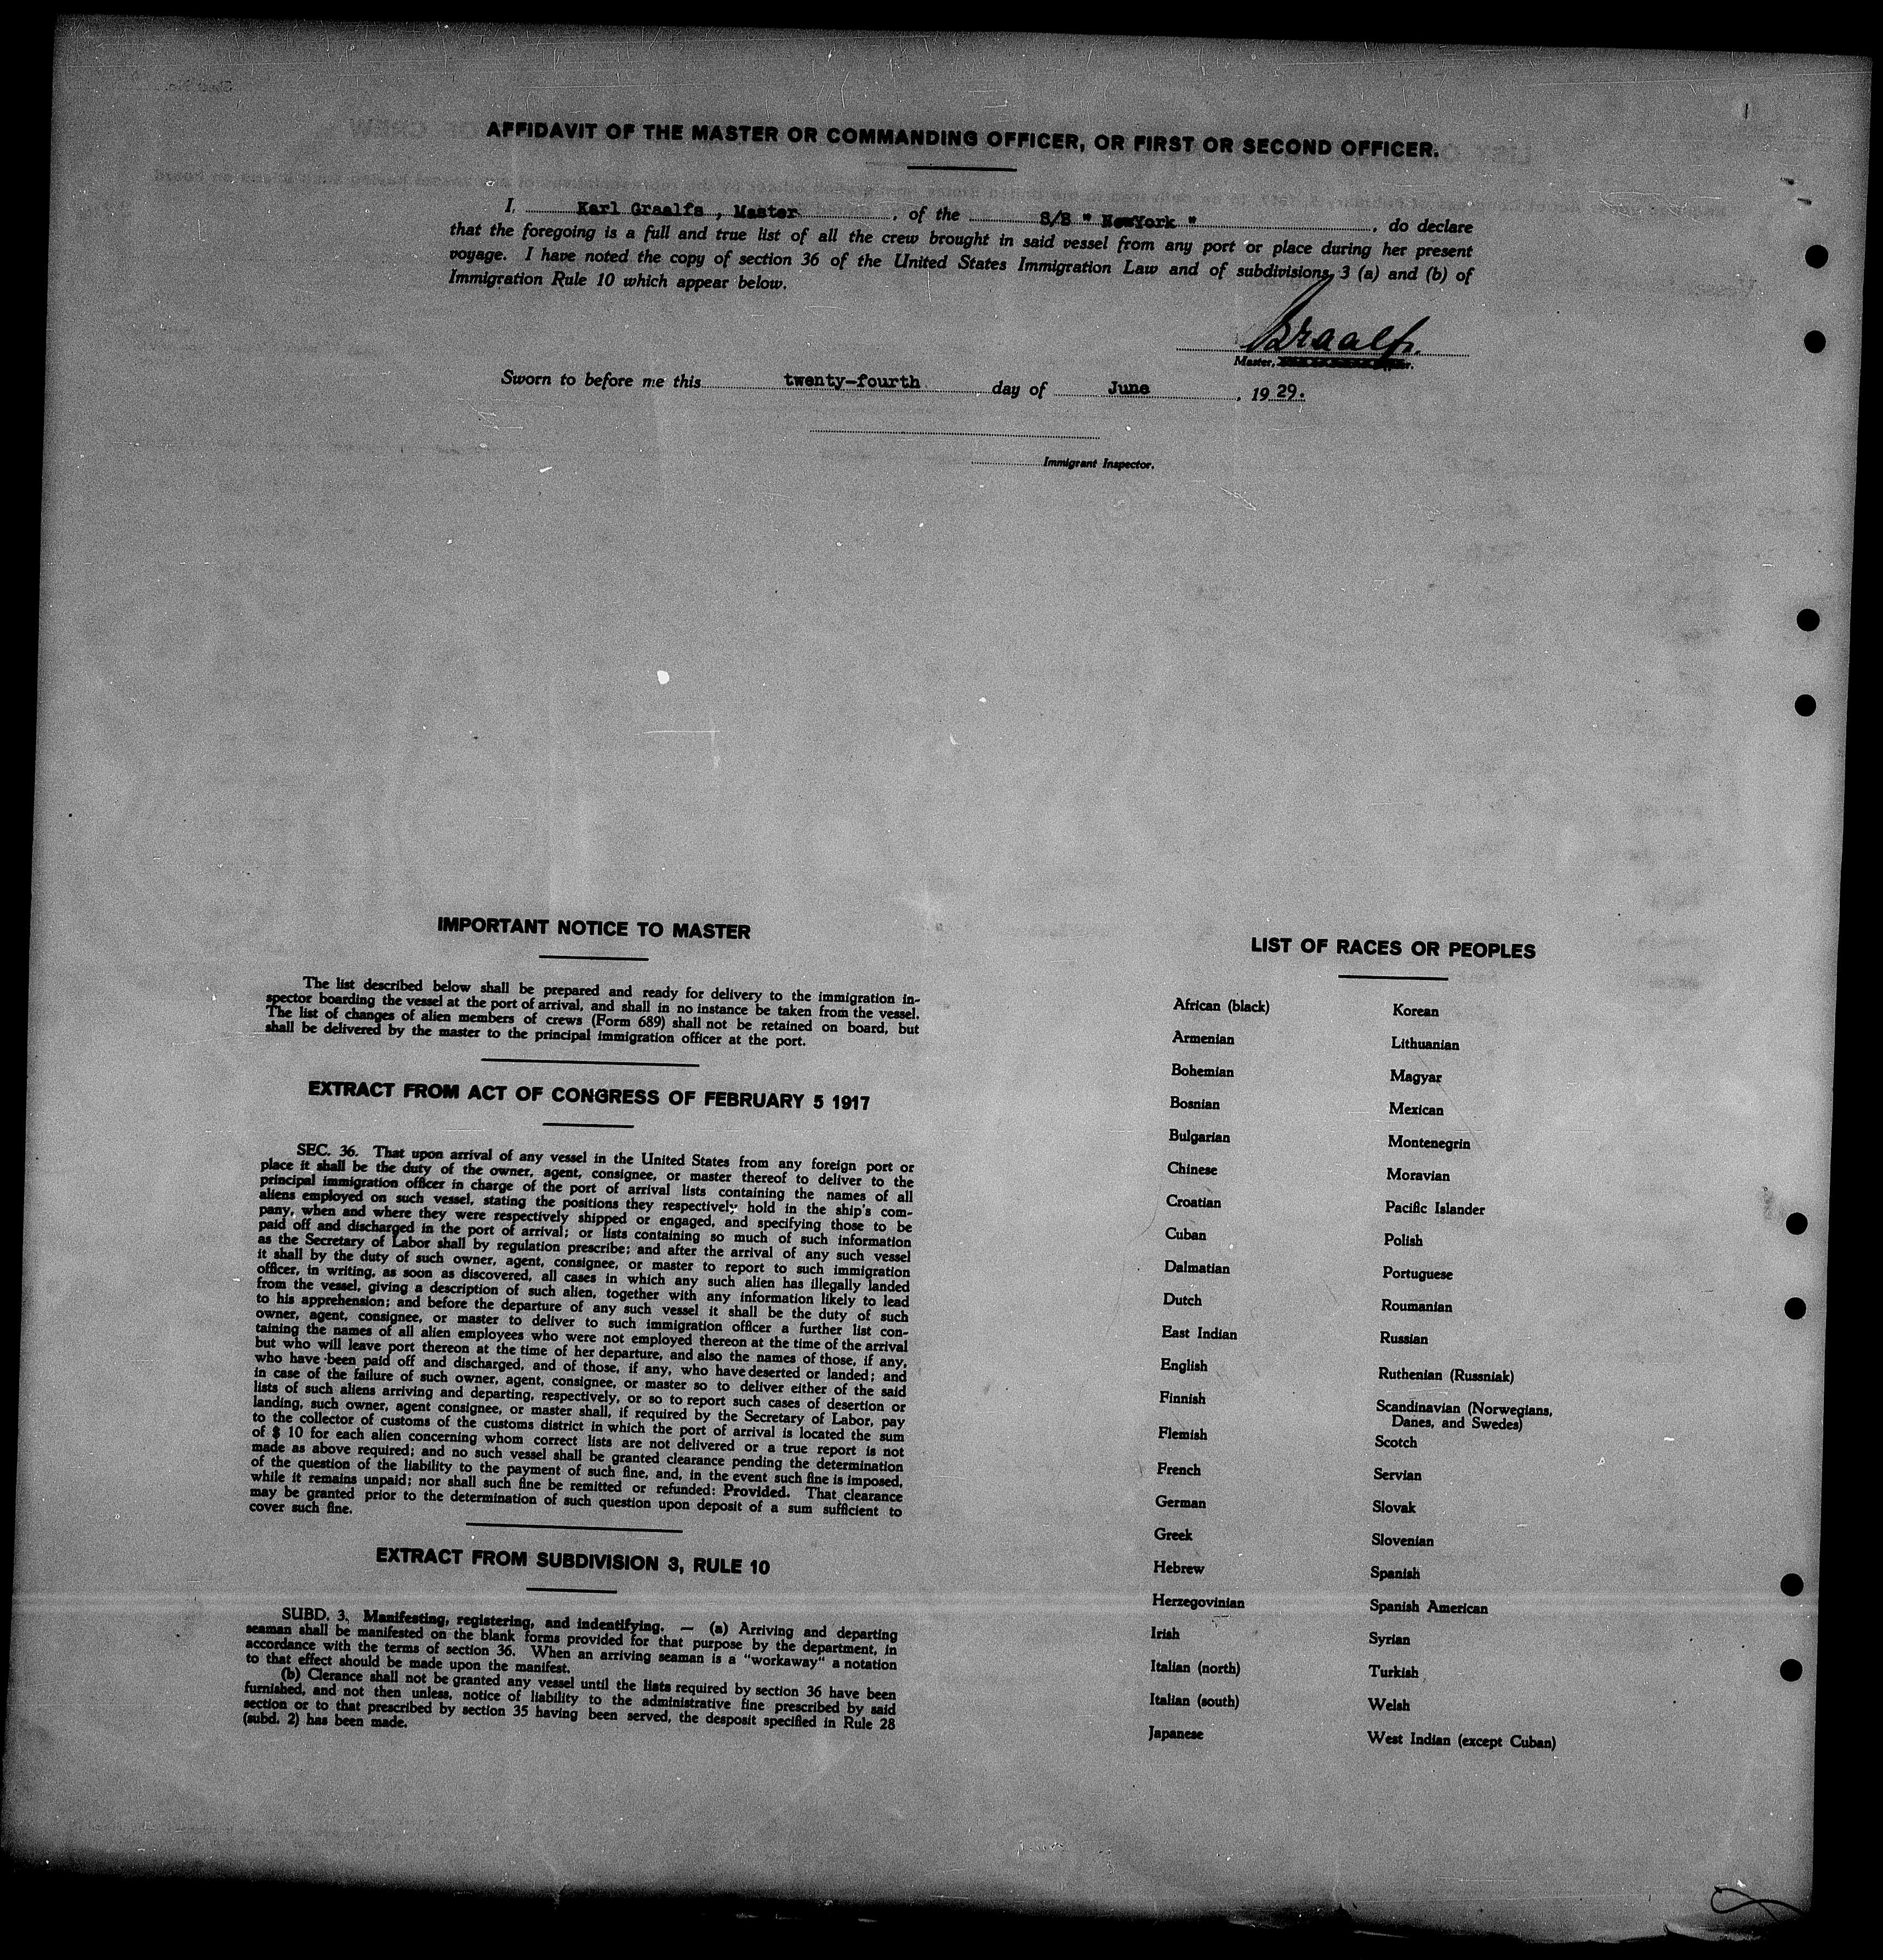 AFFIDAVIT OF THE MASTER OR COMMANDING OFFICER, OR FIRST OR SECOND OFFICER.
I, Karl Graalfs , Master , of the S/S " NewYork " , do declare
that the foregoing is a full and true list of all the crew brought in said vessel from any port or place during her present
voyage. I have noted the copy of section 36 of the United States Immigration Law and of subdivisions 3 (a) and (b) of
Immigration Rule 10 which appear below.
Graalfs.
Master,
Sworn to before me this twenty-fourth day of June , 19 29.
Immigrant Inspector.
IMPORTANT NOTICE TO MASTER
The list described below shall be prepared and ready for delivery to the immigration in-
spector boarding the vessel at the port of arrival, and shall in no instance be taken from the vessel.
The list of changes of alien members of crews (Form 689) shall not be retained on board, but
shall be delivered by the master to the principal immigration officer at the port.
EXTRACT FROM ACT OF CONGRESS OF FEBRUARY 5 1917
SEC. 36. That upon arrival of any vessel in the United States from any foreign port or
place it shall be the duty of the owner, agent, consignee, or master thereof to deliver to the
principal immigration officer in charge of the port of arrival lists containing the names of all
aliens employed on such vessel, stating the positions they respectively hold in the ship's com-
pany, when and where they were respectively shipped or engaged, and specifying those to be
paid off and discharged in the port of arrival; or lists containing so much of such information
as the Secretary of Labor shall by regulation prescribe; and after the arrival of any such vessel
it shall by the duty of such owner, agent, consignee, or master to report to such immigration
officer, in writing, as soon as discovered, all cases in which any such alien has illegally landed
from the vessel, giving a description of such alien, together with any information likely to lead
to his apprehension; and before the departure of any such vessel it shall be the duty of such
owner, agent, consignee, or master to deliver to such immigration officer a further list con-
taining the names of all alien employees who were not employed thereon at the time of the arrival
but who will leave port thereon at the time of her departure, and also the names of those, if any,
who have been paid off and discharged, and of those, if any, who have deserted or landed; and
in case of the failure of such owner, agent, consignee, or master so to deliver either of the said
lists of such aliens arriving and departing, respectively, or so to report such cases of desertion or
landing, such owner, agent consignee, or master shall, if required by the Secretary of Labor, pay
to the collector of customs of the customs district in which the port of arrival is located the sum
of $ 10 for each alien concerning whom correct lists are not delivered or a true report is not
made as above required; and no such vessel shall be granted clearance pending the determination
of the question of the liability to the payment of such fine, and, in the event such fine is imposed,
while it remains unpaid; nor shall such fine be remitted or refunded: Provided. That clearance
may be granted prior to the determination of such question upon deposit of a sum sufficient to
cover such fine.
EXTRACT FROM SUBDIVISION 3, RULE 10
SUBD. 3. Manifesting, registering, and indentifying. — (a) Arriving and departing
seaman shall be manifested on the blank forms provided for that purpose by the department, in
accordance with the terms of section 36. When an arriving seaman is a "workaway" a notation
to that effect should be made upon the manifest.
(b) Clerance shall not be granted any vessel until the lists required by section 36 have been
furnished, and not then unless, notice of liability to the administrative fine prescribed by said
section or to that prescribed by section 35 having been served, the desposit specified in Rule 28
(subd. 2) has been made.
LIST OF RACES OR PEOPLES
African (black)
Armenian
Bohemian
Bosnian
Bulgarian
Chinese
Croatian
Cuban
Dalmatian
Dutch
East Indian
English
Finnish
Flemish
French
German
Greek
Hebrew
Herzegovinian
Irish
Italian (north)
Italian (south)
Japanese
Korean
Lithuanian
Magyar
Mexican
Montenegrin
Moravian
Pacific Islander
Polish
Portuguese
Roumanian
Russian
Ruthenian (Russniak)
Scandinavian (Norwegians,
Danes, and Swedes)
Scotch
Servian
Slovak
Slovenian
Spanish
Spanish American
Syrian
Turkish
Welsh
West Indian (except Cuban)